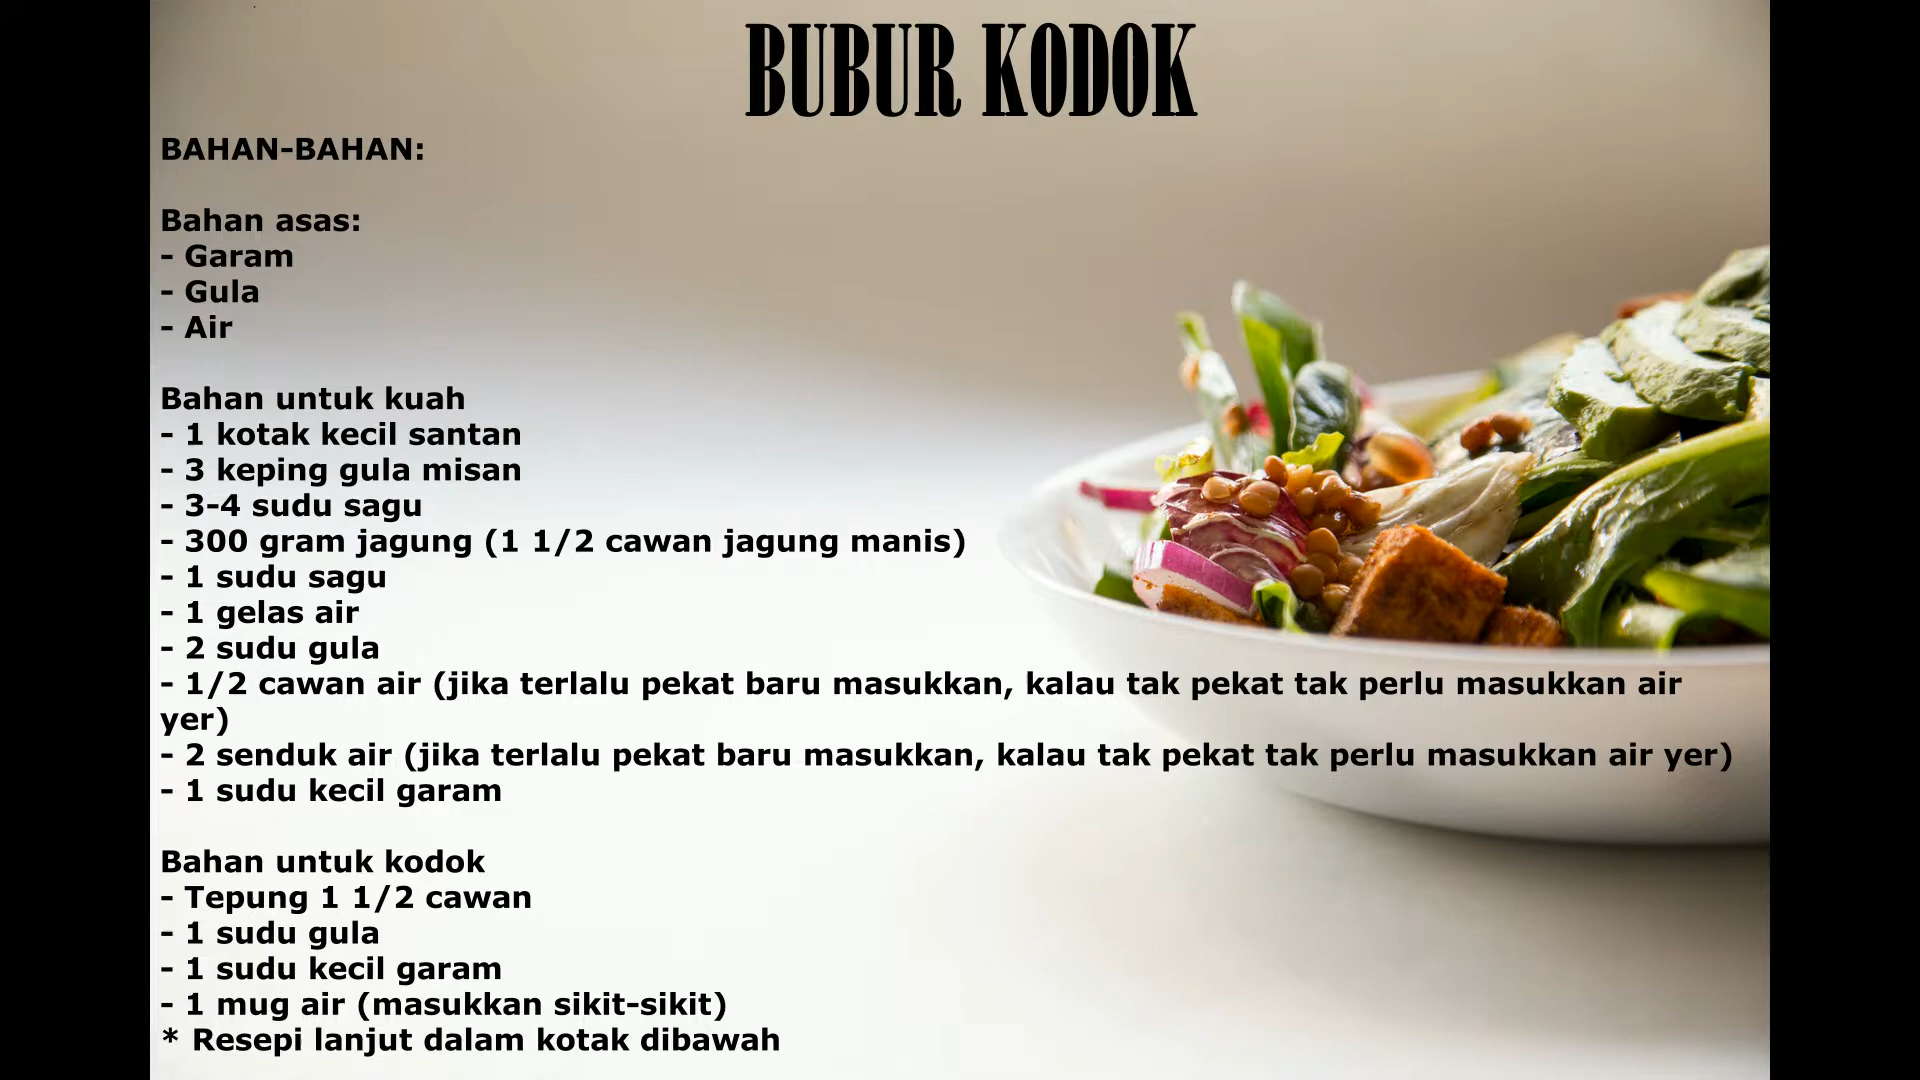 BUBUR KODOK
BAHAN-BAHAN:
Bahan asas:
- Garam
- Gula
- Air
Bahan untuk kuah
- 1 kotak kecil santan
- 3 keping gula misan
- 3-4 sudu sagu
- 300 gram jagung (1 1/2 cawan jagung manis)
- 1 sudu sagu
- 1 gelas air
- 2 sudu gula
- 1/2 cawan air (jika terlalu pekat baru masukkan, kalau tak pekat tak perlu masukkan air
yer)
- 2 senduk air (jika terlalu pekat baru masukkan, kalau tak pekat tak perlu masukkan air yer)
- 1 sudu kecil garam
Bahan untuk kodok
- Tepung 1 1/2 cawan
- 1 sudu gula
- 1 sudu kecil garam
- 1 mug air (masukkan sikit-sikit)
* Resepi lanjut dalam kotak dibawah